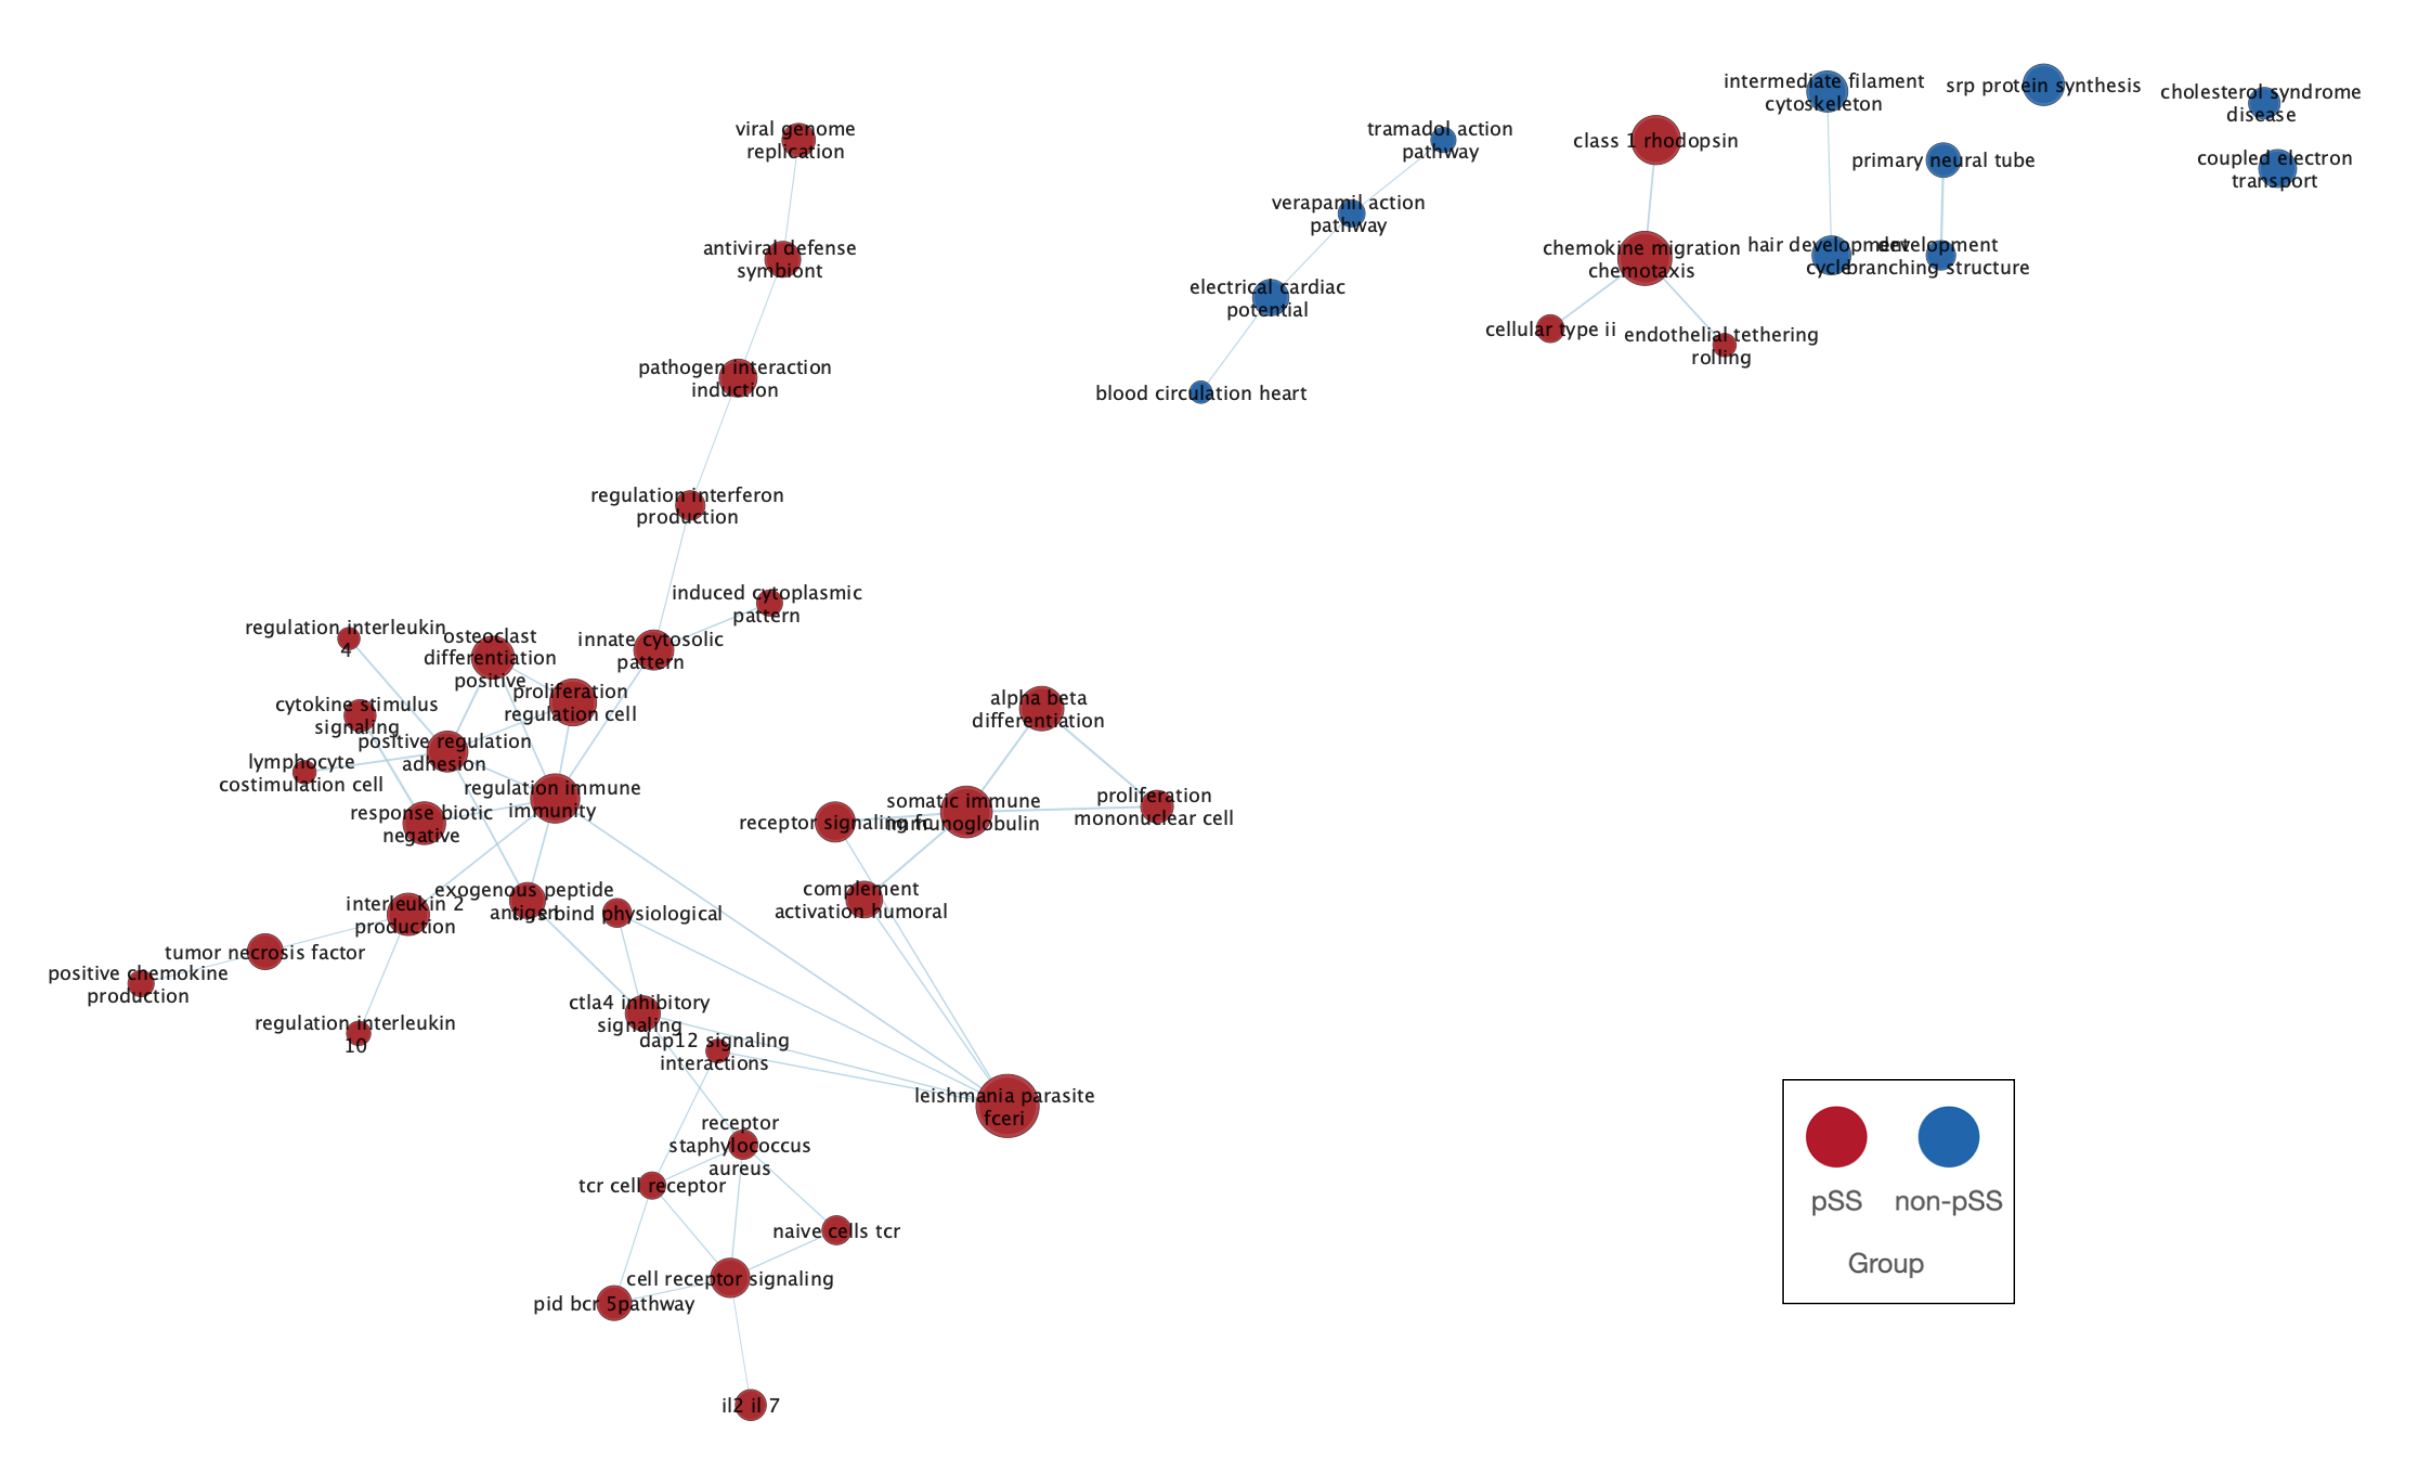 viral genome
replication
antiviral defense
symbiont
pathogen interaction
induction
regulation interferon
production
induced cytoplasmic
pattern
innate cytosolic
pattern
regulation interleukin
4
osteoclast
differentiation
positive
proliferation
regulation cell
cytokine stimulus
signaling
positive regulation
adhesion
lymphocyte
costimulation cell
regulation immune
immunity
response biotic
negative
interleukin 2
production
exogenous peptide
antigen
bind physiological
tumor necrosis factor
positive chemokine
production
regulation interleukin
10
ctla4 inhibitory
signaling
dap12 signaling
interactions
receptor
staphylococcus
aureus
tcr cell receptor
naive cells tcr
cell receptor signaling
pid bcr 5pathway
il2 il 7
alpha beta
differentiation
somatic immune
immunoglobulin
receptor signaling fc
proliferation
mononuclear cell
complement
activation humoral
leishmania parasite
fceri
tramadol action
pathway
verapamil action
pathway
electrical cardiac
potential
blood circulation heart
class 1 rhodopsin
chemokine migration
chemotaxis
cellular type ii
endothelial tethering
rolling
intermediate filament
cytoskeleton
hair development
cycle
srp protein synthesis
primary neural tube
development
branching structure
cholesterol syndrome
disease
coupled electron
transport
pSS
non-pSS
Group